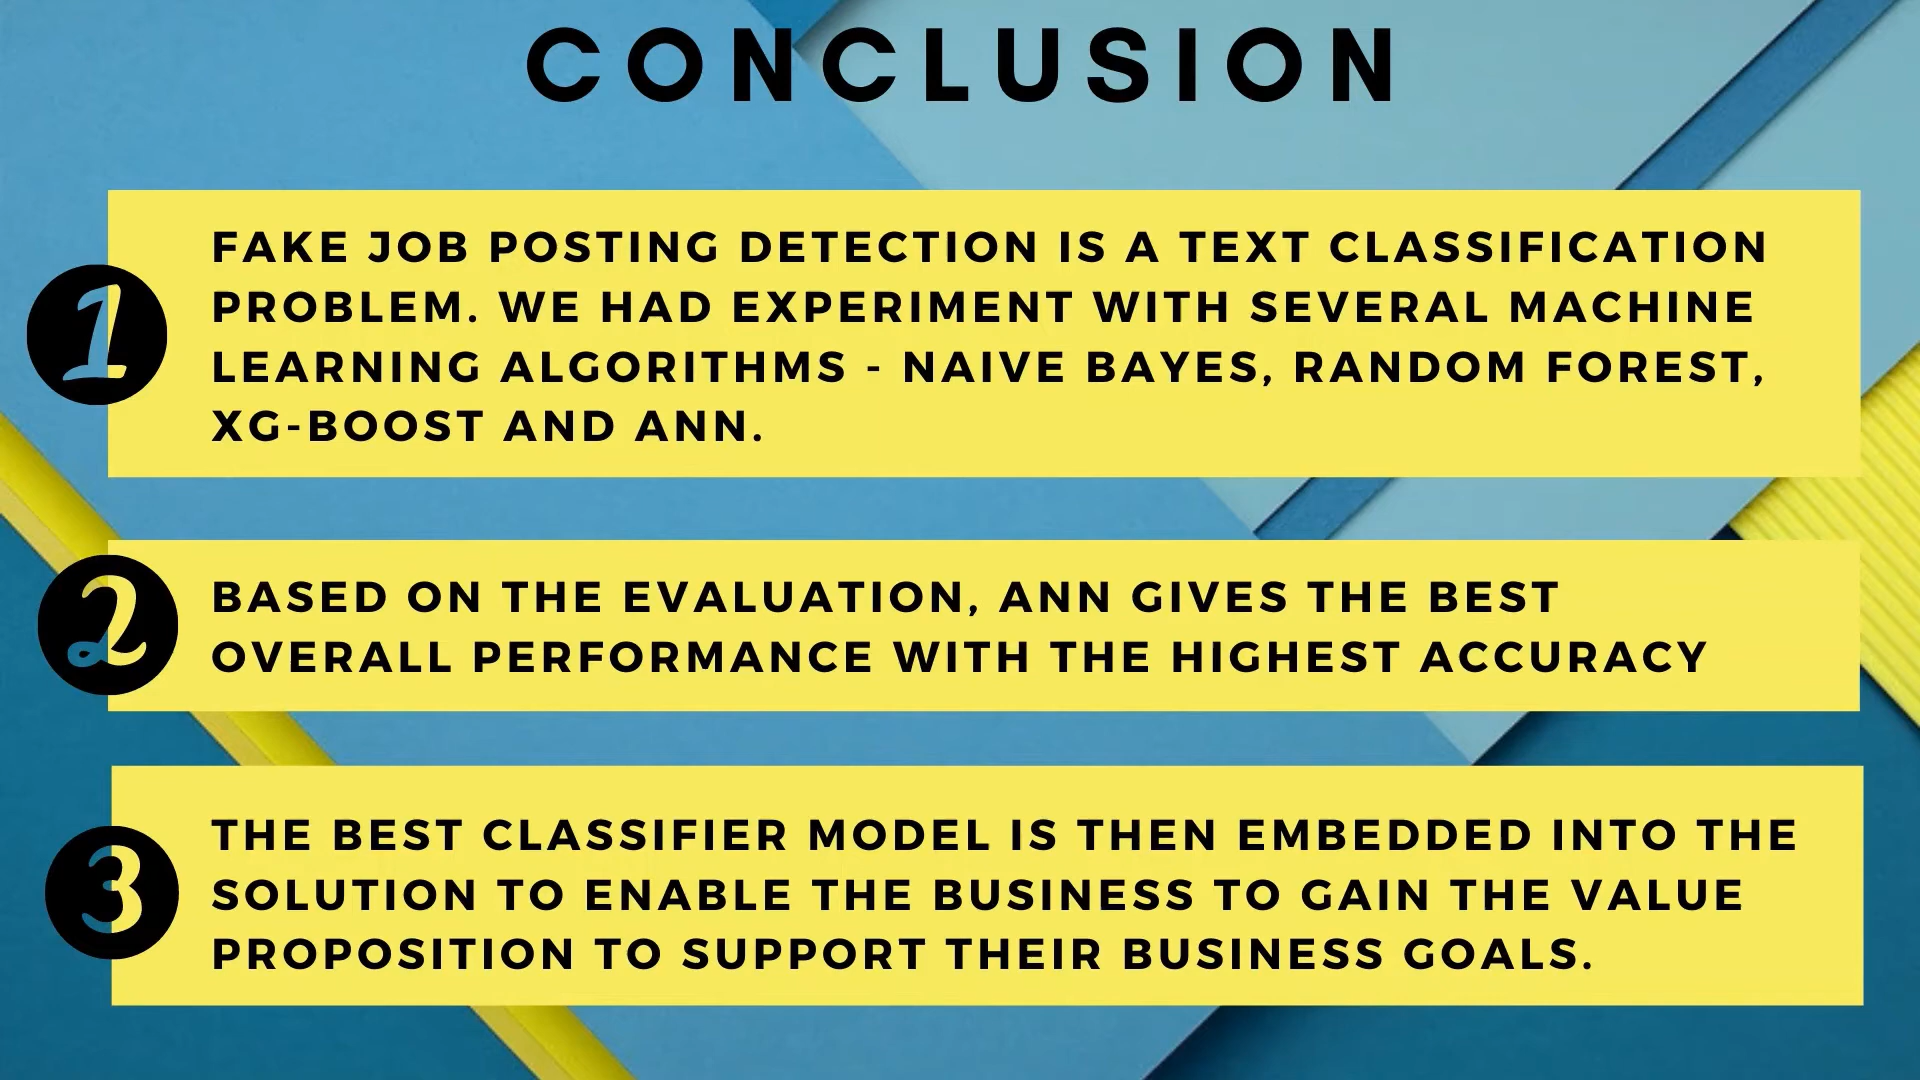 CONCLUSION
1
FAKE JOB POSTING DETECTION IS A TEXT CLASSIFICATION
PROBLEM. WE HAD EXPERIMENT WITH SEVERAL MACHINE
LEARNING ALGORITHMS - NAIVE BAYES, RANDOM FOREST,
XG-BOOST AND ANN.
2
BASED ON THE EVALUATION, ANN GIVES THE BEST
OVERALL PERFORMANCE WITH THE HIGHEST ACCURACY
3
THE BEST CLASSIFIER MODEL IS THEN EMBEDDED INTO THE
SOLUTION TO ENABLE THE BUSINESS TO GAIN THE VALUE
PROPOSITION TO SUPPORT THEIR BUSINESS GOALS.